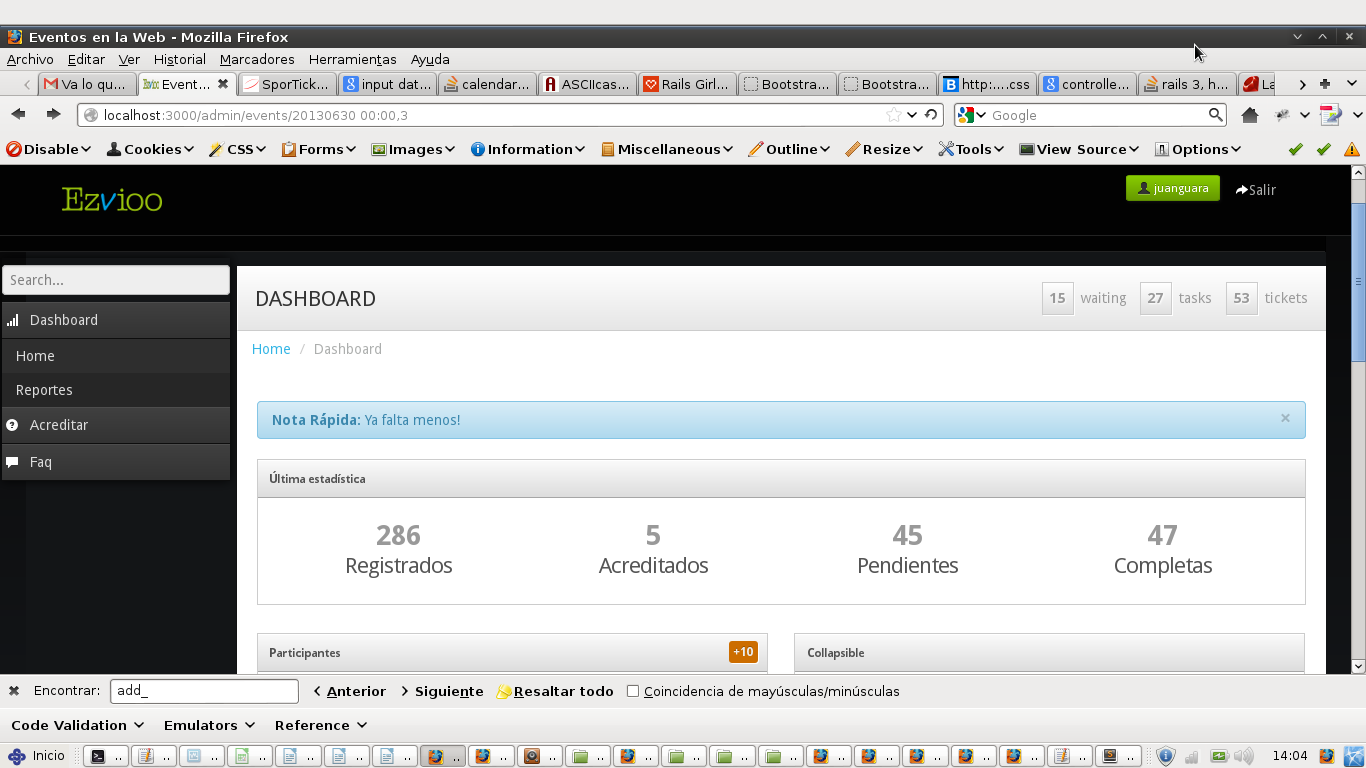 Eventos en la Web - Mozilla Firefox
Archivo Editar Ver Historial Marcadores Herramientas Ayuda
Va lo qu... Event... SporTick... input dat... calendar... ASCIIcas... Rails Girl... Bootstra... Bootstra... http:....css controlle... rails 3, h... La
localhost:3000/admin/events/20130630 00:00,3 Google
Disable Cookies CSS Forms Images Information Miscellaneous Outline Resize Tools View Source Options
Ezvioo juanguara Salir
Search...
DASHBOARD 15 waiting 27 tasks 53 tickets
Dashboard
Home / Dashboard
Home
Reportes
Acreditar
Faq
Nota Rápida: Ya falta menos! ×
Última estadística
286 5 45 47
Registrados Acreditados Pendientes Completas
Participantes +10 Collapsible
Encontrar: add_ Anterior Siguiente Resaltar todo Coincidencia de mayúsculas/minúsculas
Code Validation Emulators Reference
Inicio .. .. .. .. .. .. .. .. .. .. .. .. .. .. .. .. .. .. .. .. .. .. 14:04